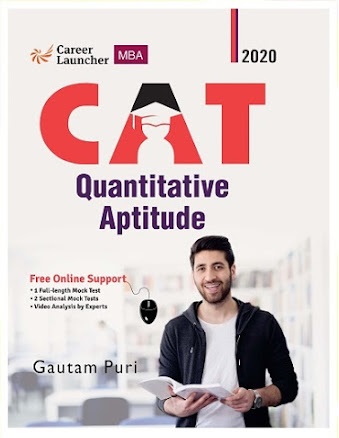 Career
Launcher
MBA
2020
CAT
Quantitative
Aptitude
Free Online Support
• 1 Full-length Mock Test
• 2 Sectional Mock Tests
• Video Analysis by Experts
Gautam Puri